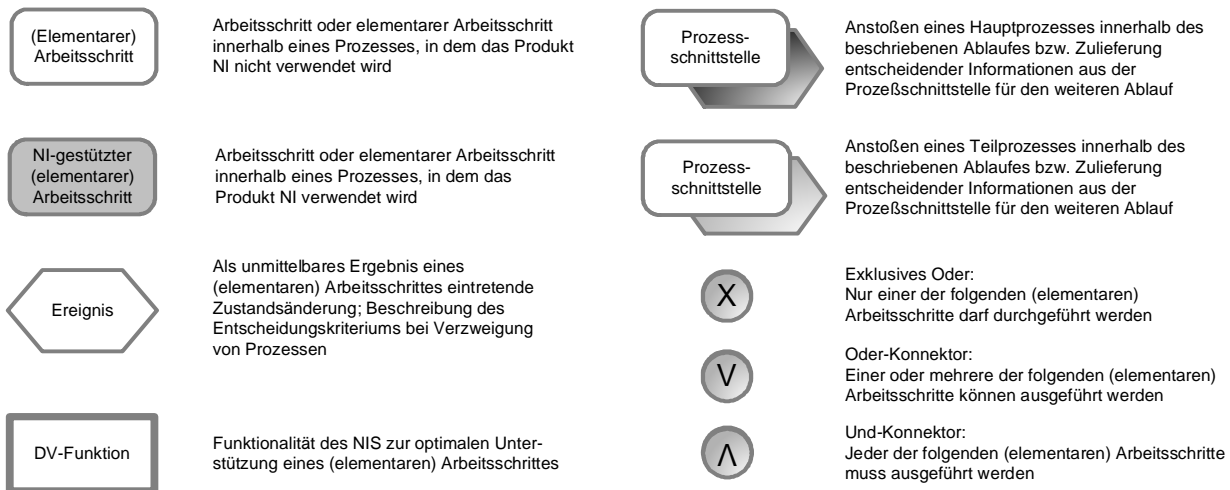 (Elementarer)
Arbeitsschritt
Arbeitsschritt oder elementarer Arbeitsschritt
innerhalb eines Prozesses, in dem das Produkt
NI nicht verwendet wird
NI-gestützter
(elementarer)
Arbeitsschritt
Arbeitsschritt oder elementarer Arbeitsschritt
innerhalb eines Prozesses, in dem das
Produkt NI verwendet wird
Ereignis
Als unmittelbares Ergebnis eines
(elementaren) Arbeitsschrittes eintretende
Zustandsänderung; Beschreibung des
Entscheidungskriteriums bei Verzweigung
von Prozessen
DV-Funktion
Funktionalität des NIS zur optimalen Unter-
stützung eines (elementaren) Arbeitsschrittes
Prozess-
schnittstelle
Anstoßen eines Hauptprozesses innerhalb des
beschriebenen Ablaufes bzw. Zulieferung
entscheidender Informationen aus der
Prozeßschnittstelle für den weiteren Ablauf
Prozess-
schnittstelle
Anstoßen eines Teilprozesses innerhalb des
beschriebenen Ablaufes bzw. Zulieferung
entscheidender Informationen aus der
Prozeßschnittstelle für den weiteren Ablauf
X
Exklusives Oder:
Nur einer der folgenden (elementaren)
Arbeitsschritte darf durchgeführt werden
V
Oder-Konnektor:
Einer oder mehrere der folgenden (elementaren)
Arbeitsschritte können ausgeführt werden
Λ
Und-Konnektor:
Jeder der folgenden (elementaren) Arbeitsschritte
muss ausgeführt werden